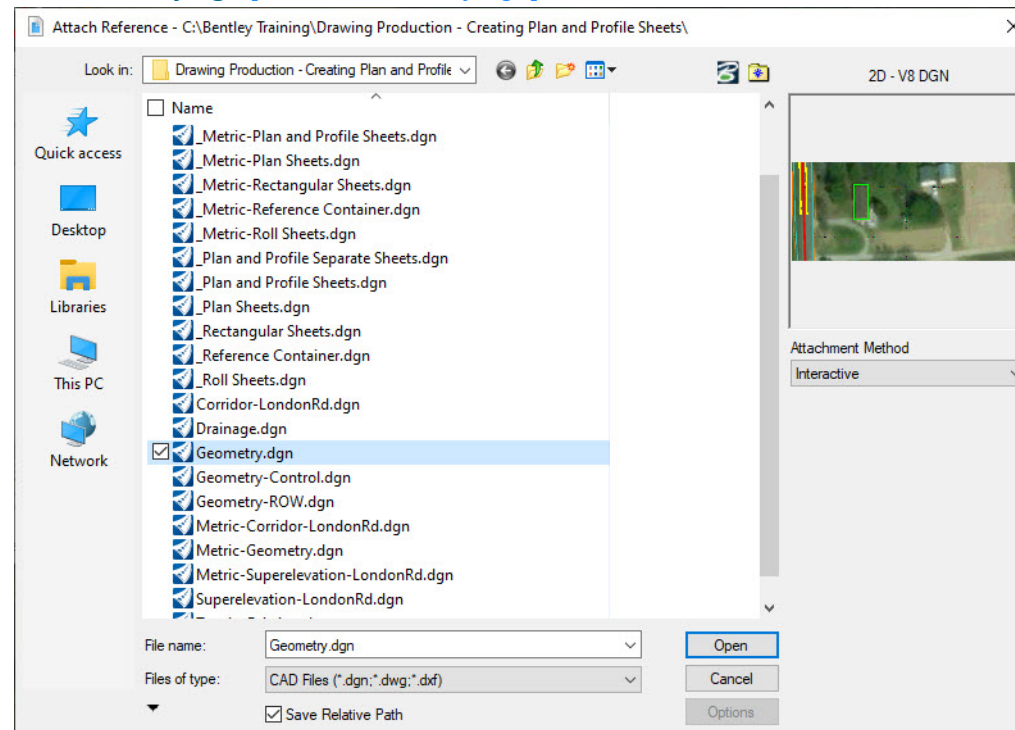 Attach Reference - C:\Bentley Training\Drawing Production - Creating Plan and Profile Sheets\
Look in: Drawing Production - Creating Plan and Profile
2D - V8 DGN
Name
_Metric-Plan and Profile Sheets.dgn
_Metric-Plan Sheets.dgn
_Metric-Rectangular Sheets.dgn
_Metric-Reference Container.dgn
_Metric-Roll Sheets.dgn
_Plan and Profile Separate Sheets.dgn
_Plan and Profile Sheets.dgn
_Plan Sheets.dgn
_Rectangular Sheets.dgn
_Reference Container.dgn
_Roll Sheets.dgn
Corridor-LondonRd.dgn
Drainage.dgn
Geometry.dgn
Geometry-Control.dgn
Geometry-ROW.dgn
Metric-Corridor-LondonRd.dgn
Metric-Geometry.dgn
Metric-Superelevation-LondonRd.dgn
Superelevation-LondonRd.dgn
Quick access
Desktop
Libraries
This PC
Network
Attachment Method
Interactive
File name: Geometry.dgn
Open
Files of type: CAD Files (*.dgn;*.dwg;*.dxf)
Cancel
Save Relative Path
Options